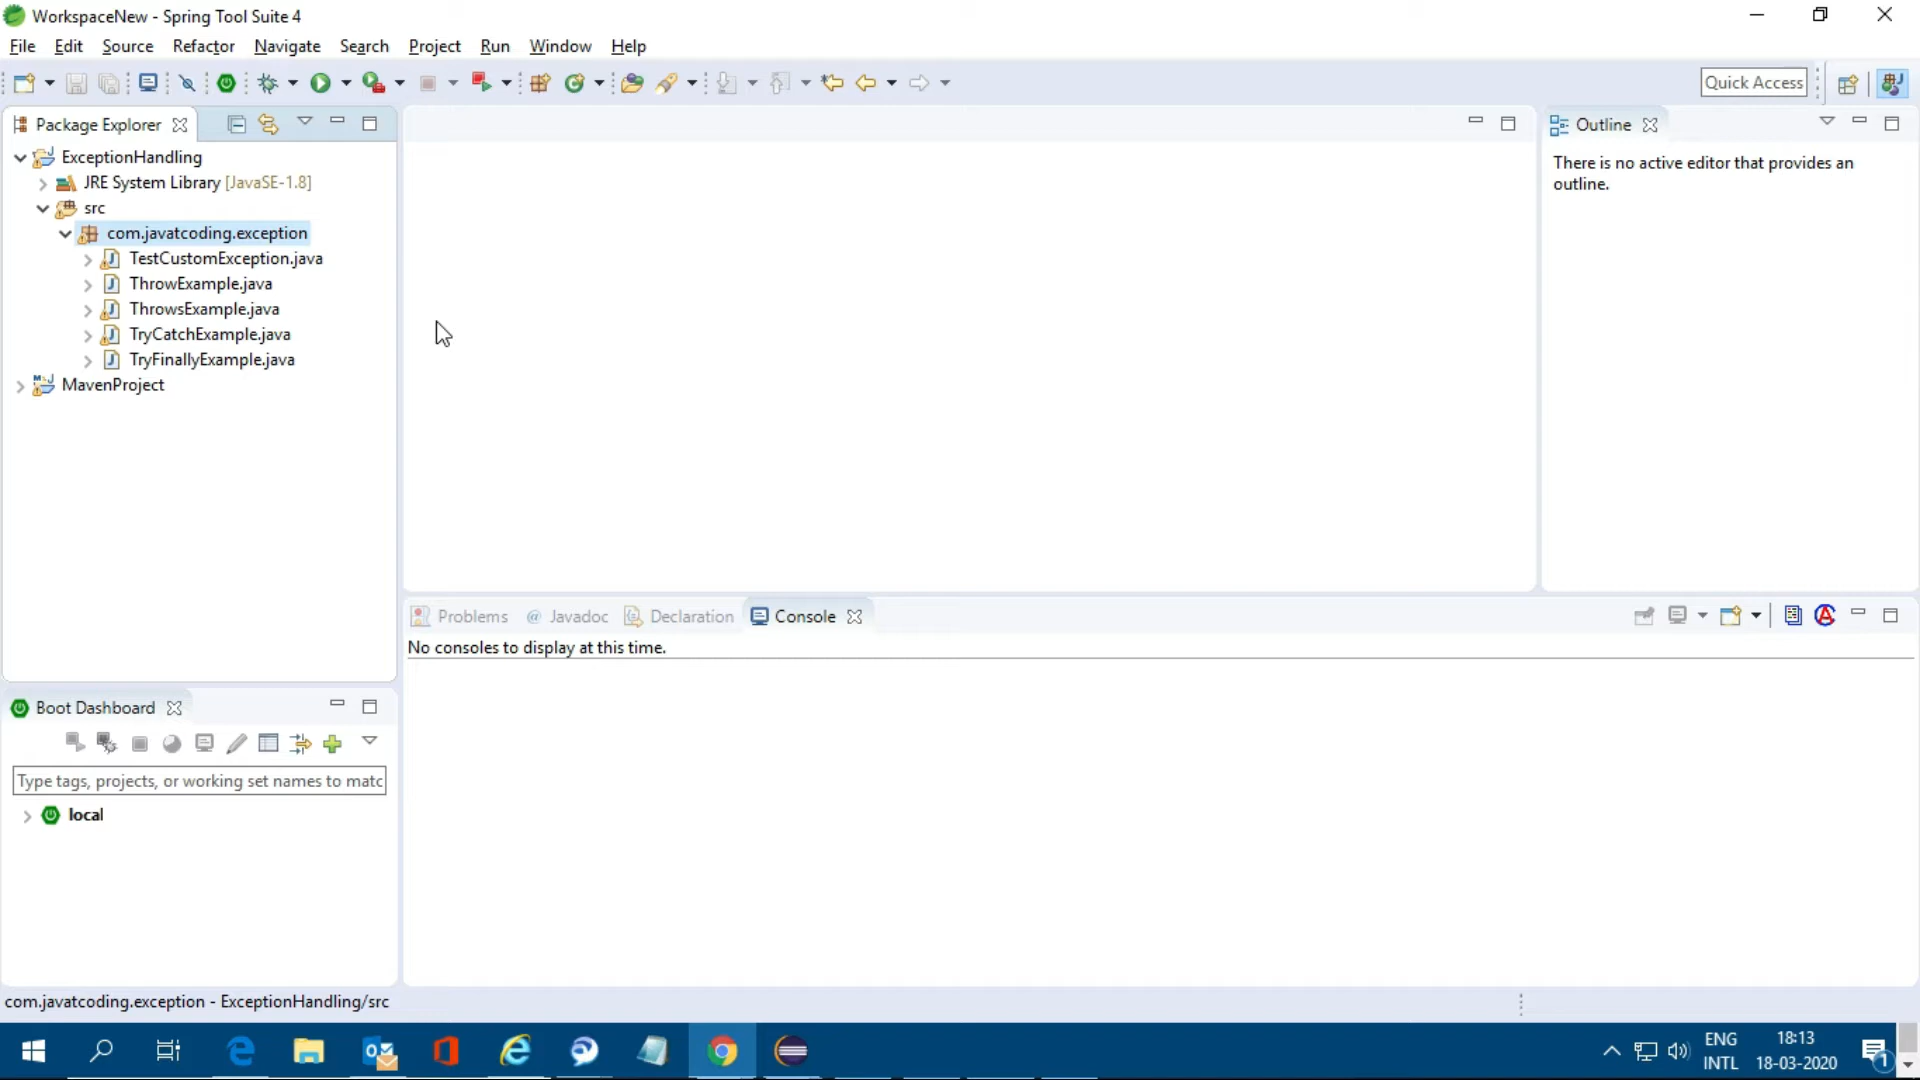 WorkspaceNew - Spring Tool Suite 4
File Edit Source Refactor Navigate Search Project Run Window Help
Quick Access
Package Explorer
ExceptionHandling
JRE System Library [JavaSE-1.8]
src
com.javatcoding.exception
TestCustomException.java
ThrowExample.java
ThrowsExample.java
TryCatchExample.java
TryFinallyExample.java
MavenProject
Outline
There is no active editor that provides an
outline.
Problems @ Javadoc Declaration Console
No consoles to display at this time.
Boot Dashboard
Type tags, projects, or working set names to matc
local
com.javatcoding.exception - ExceptionHandling/src
ENG
INTL
18:13
18-03-2020
1